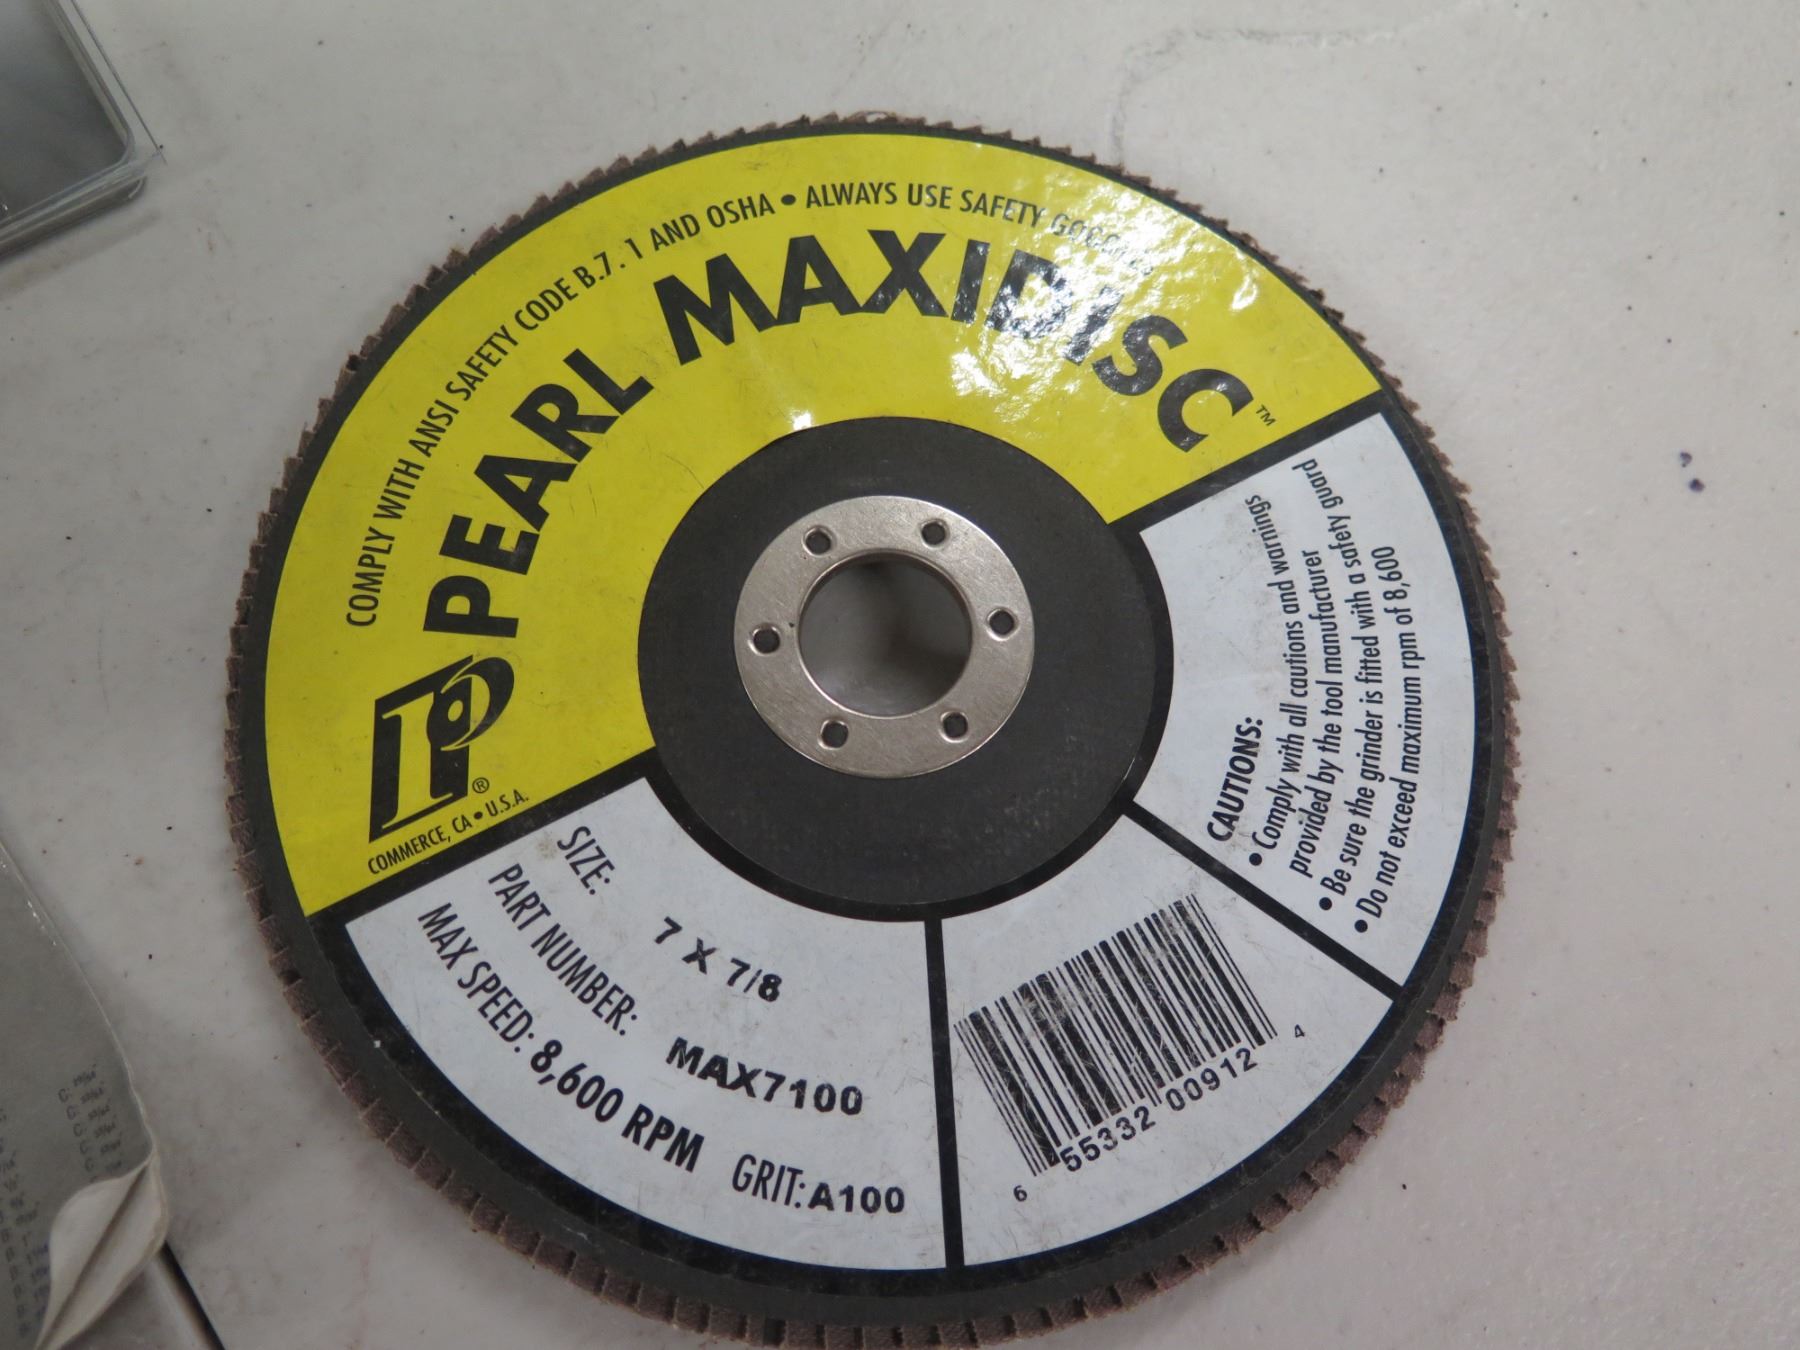 COMPLY WITH ANSI SAFETY CODE B.7.1 AND OSHA • ALWAYS USE SAFETY GOGGLES
PEARL MAXIDISC™
P®
COMMERCE, CA • U.S.A.
SIZE: 7 X 7/8
PART NUMBER: MAX7100
MAX SPEED: 8,600 RPM GRIT: A100
6 55332 00912 4
CAUTIONS:
• Comply with all cautions and warnings
provided by the tool manufacturer
• Be sure the grinder is fitted with a safety guard
• Do not exceed maximum rpm of 8,600